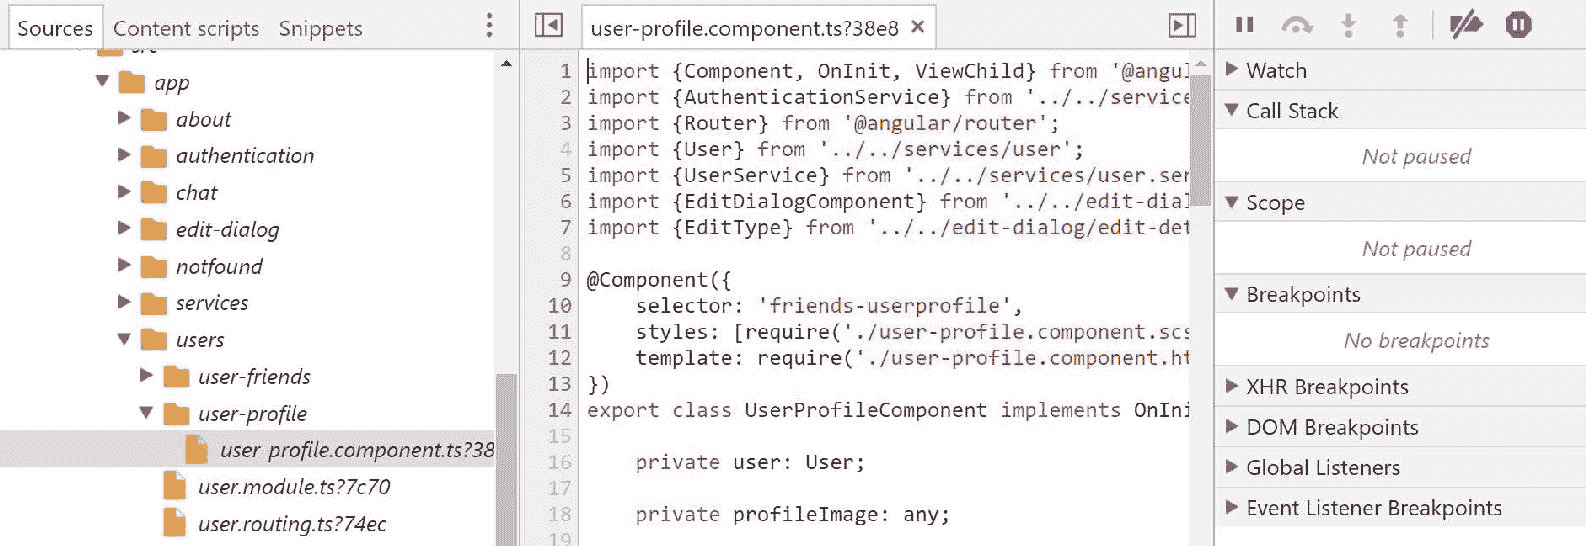 Sources Content scripts Snippets
src
app
about
authentication
chat
edit-dialog
notfound
services
users
user-friends
user-profile
user profile.component.ts?38
user.module.ts?7c70
user.routing.ts?74ec
user-profile.component.ts?38e8 ×
1 import {Component, OnInit, ViewChild} from '@angul
2 import {AuthenticationService} from '../../service
3 import {Router} from '@angular/router';
4 import {User} from '../../services/user';
5 import {UserService} from '../../services/user.ser
6 import {EditDialogComponent} from '../../edit-dial
7 import {EditType} from '../../edit-dialog/edit-det
8
9 @Component({
10 selector: 'friends-userprofile',
11 styles: [require('./user-profile.component.scs
12 template: require('./user-profile.component.ht
13 })
14 export class UserProfileComponent implements OnIni
15
16 private user: User;
17
18 private profileImage: any;
19
Watch
Call Stack
Not paused
Scope
Not paused
Breakpoints
No breakpoints
XHR Breakpoints
DOM Breakpoints
Global Listeners
Event Listener Breakpoints